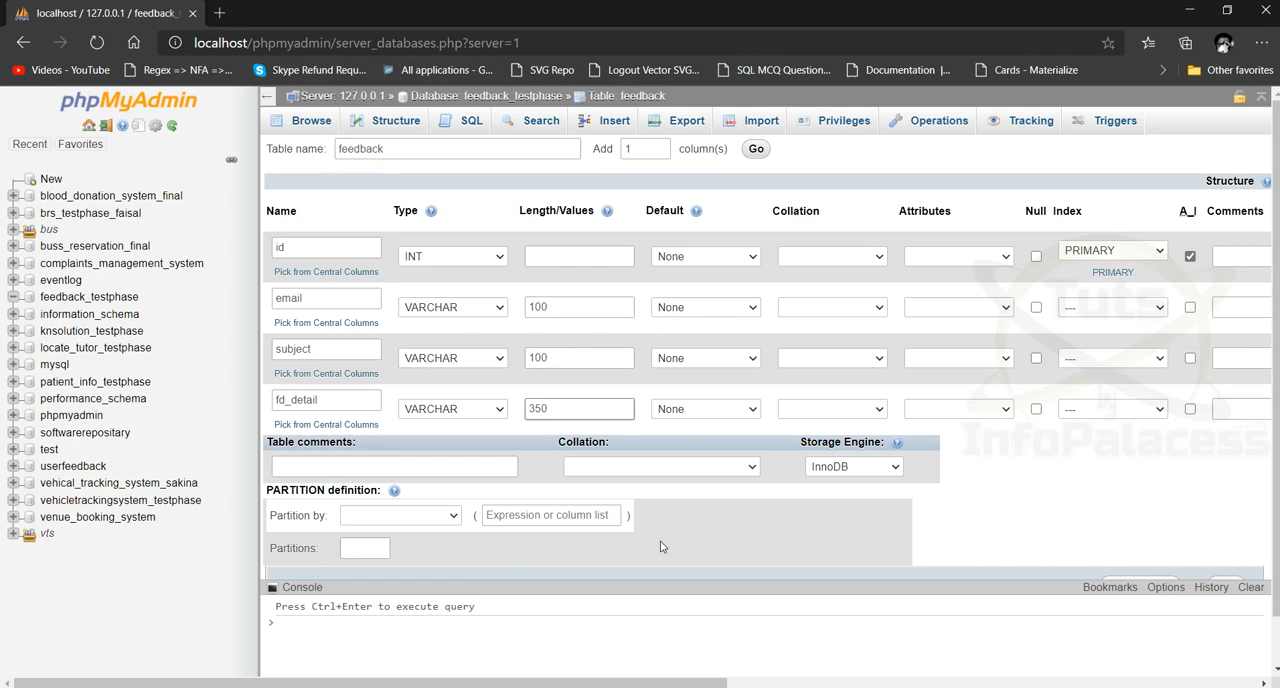 localhost / 127.0.0.1 / feedback_
localhost/phpmyadmin/server_databases.php?server=1
Videos - YouTube
Regex => NFA =>...
Skype Refund Requ...
All applications - G...
SVG Repo
Logout Vector SVG...
SQL MCQ Question...
Documentation |...
Cards - Materialize
Other favorites
phpMyAdmin
Recent
Favorites
New
blood_donation_system_final
brs_testphase_faisal
bus
buss_reservation_final
complaints_management_system
eventlog
feedback_testphase
information_schema
knsolution_testphase
locate_tutor_testphase
mysql
patient_info_testphase
performance_schema
phpmyadmin
softwarerepositary
test
userfeedback
vehical_tracking_system_sakina
vehicletrackingsystem_testphase
venue_booking_system
vts
Server: 127.0.0.1 » Database: feedback_testphase » Table: feedback
Browse
Structure
SQL
Search
Insert
Export
Import
Privileges
Operations
Tracking
Triggers
Table name: feedback Add 1 column(s) Go
Structure
Name Type Length/Values Default Collation Attributes Null Index A_I Comments
id INT None PRIMARY
Pick from Central Columns PRIMARY
email VARCHAR 100 None ---
Pick from Central Columns
subject VARCHAR 100 None ---
Pick from Central Columns
fd_detail VARCHAR 350 None ---
Pick from Central Columns
Table comments: Collation: Storage Engine:
InnoDB
PARTITION definition:
Partition by: ( Expression or column list )
Partitions:
Console
Bookmarks Options History Clear
Press Ctrl+Enter to execute query
>
Tuts
by
InfoPalacess